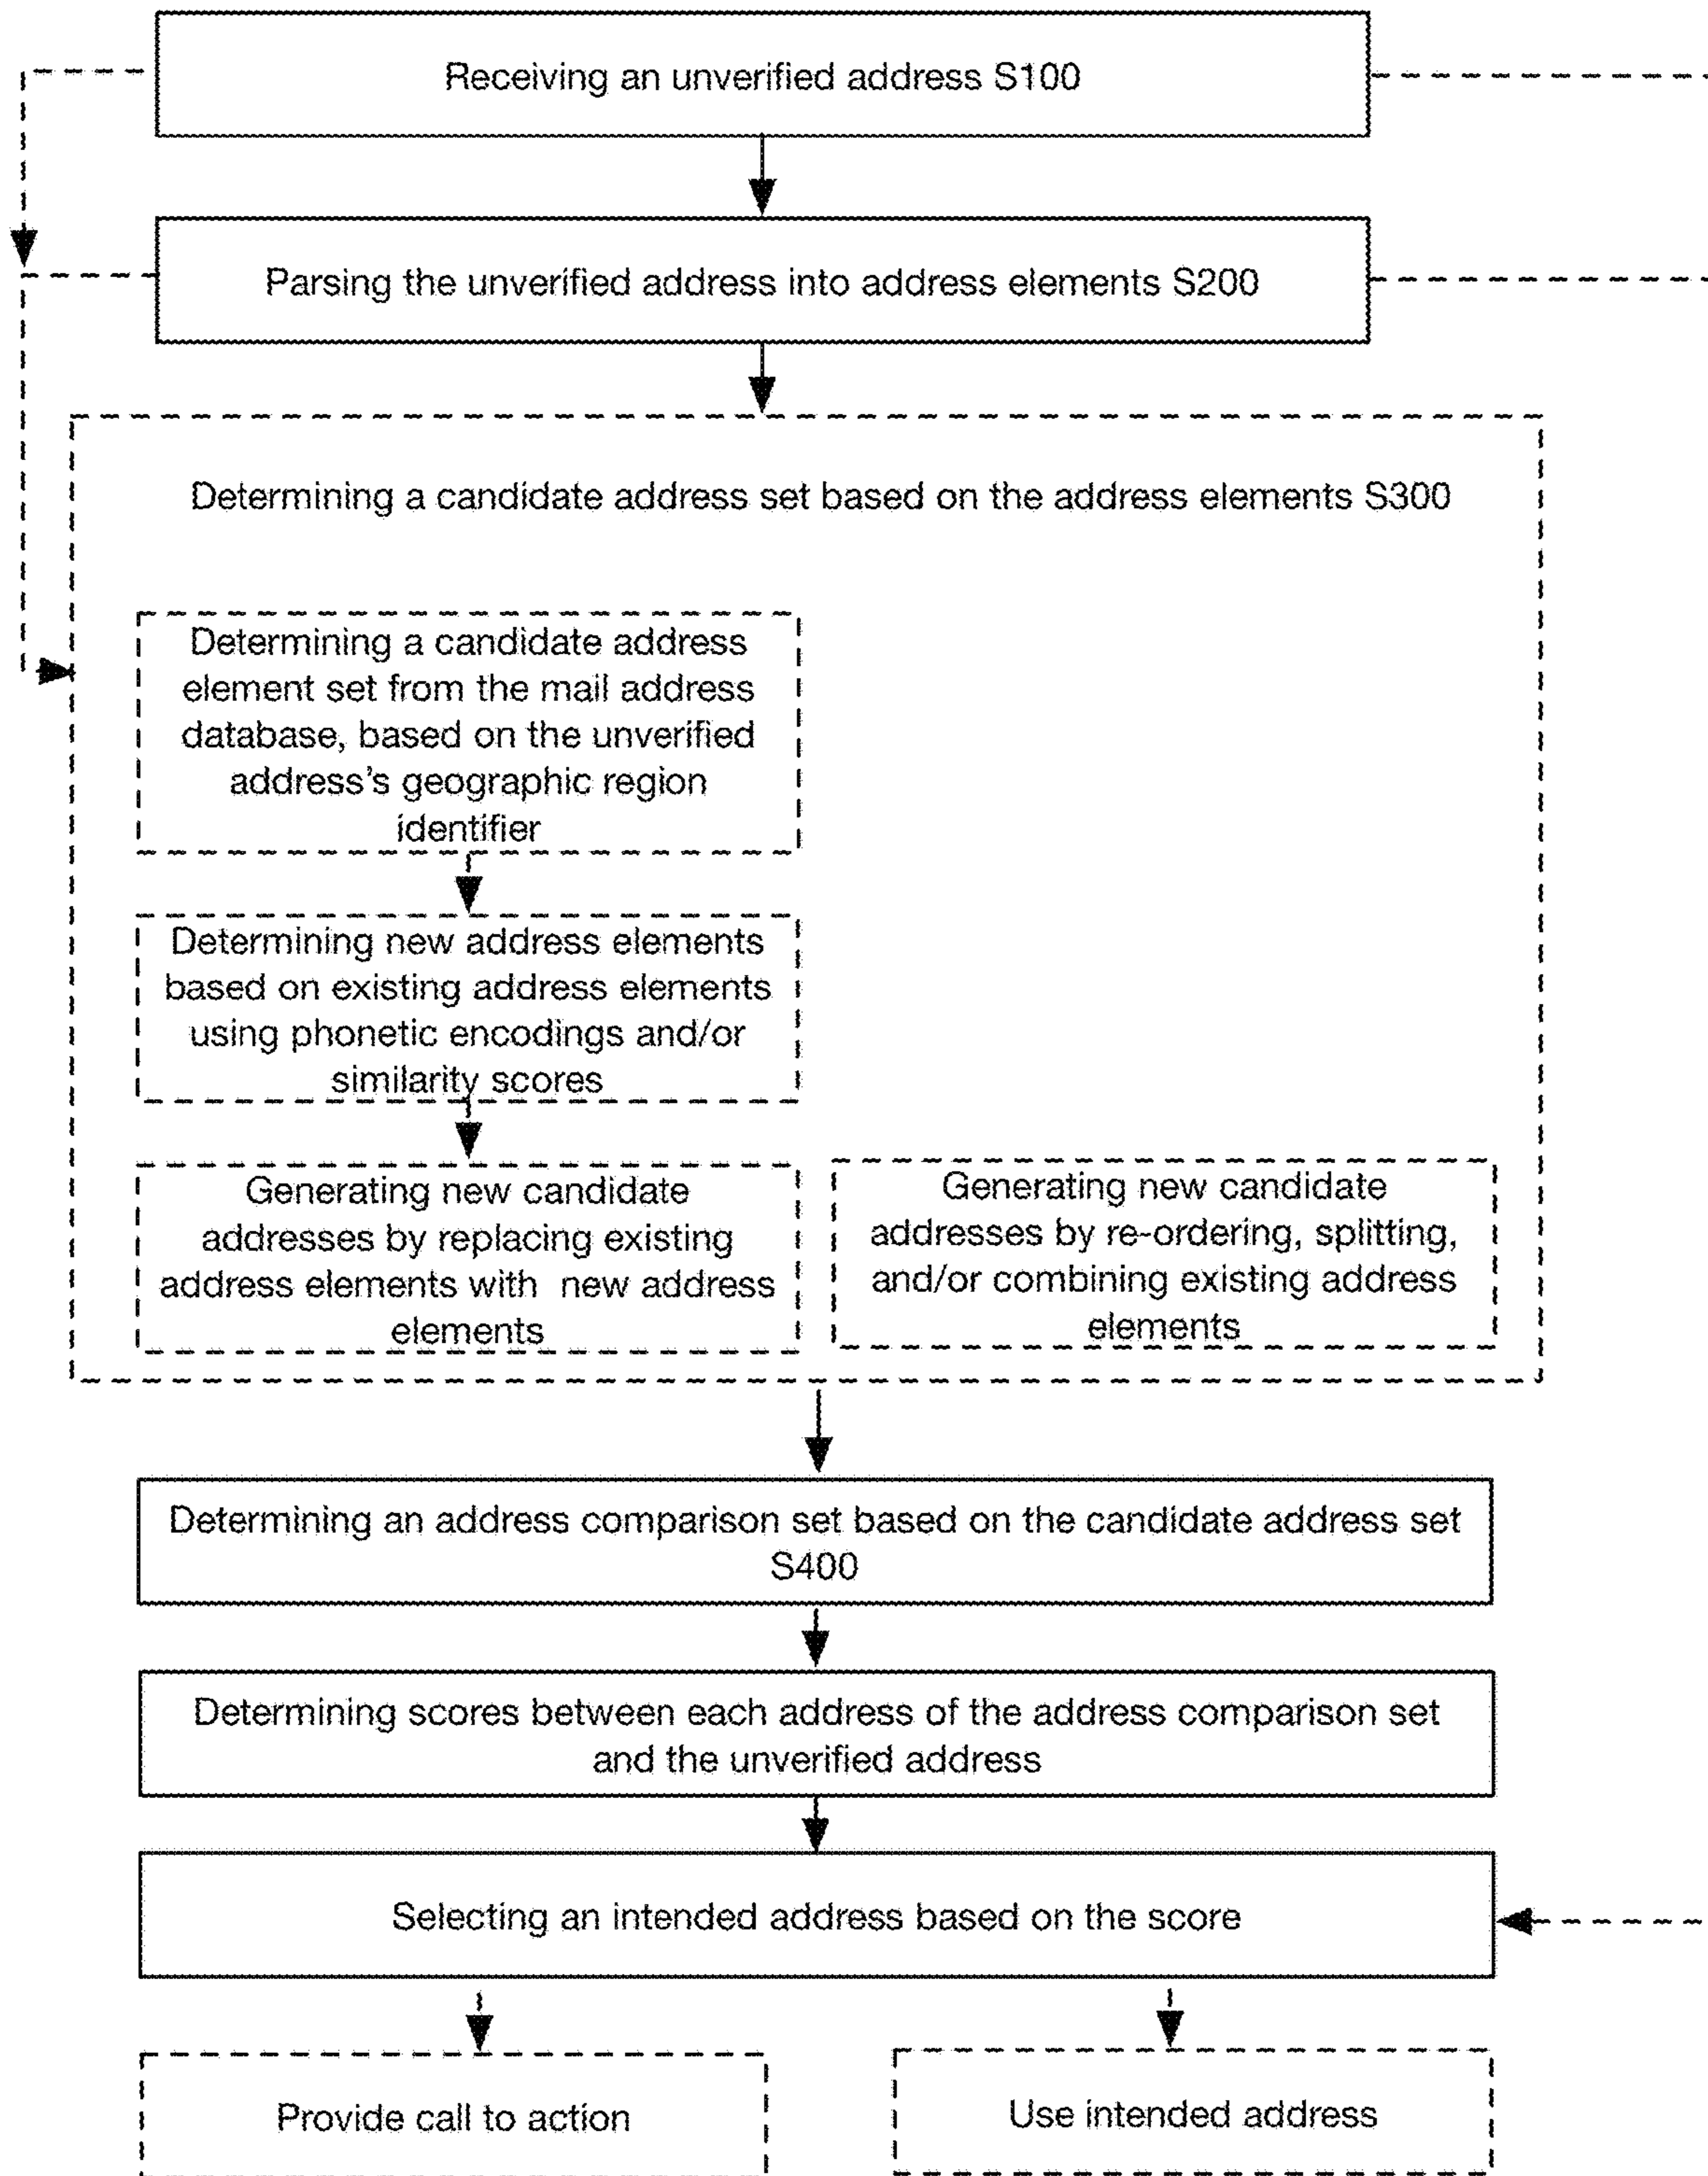 Receiving an unverified address S100
Parsing the unverified address into address elements S200
Determining a candidate address set based on the address elements S300
Determining a candidate address
element set from the mail address
database, based on the unverified
address's geographic region
identifier
Determining new address elements
based on existing address elements
using phonetic encodings and/or
similarity scores
Generating new candidate
addresses by replacing existing
address elements with new address
elements
Generating new candidate
addresses by re-ordering, splitting,
and/or combining existing address
elements
Determining an address comparison set based on the candidate address set
S400
Determining scores between each address of the address comparison set
and the unverified address
Selecting an intended address based on the score
Provide call to action
Use intended address